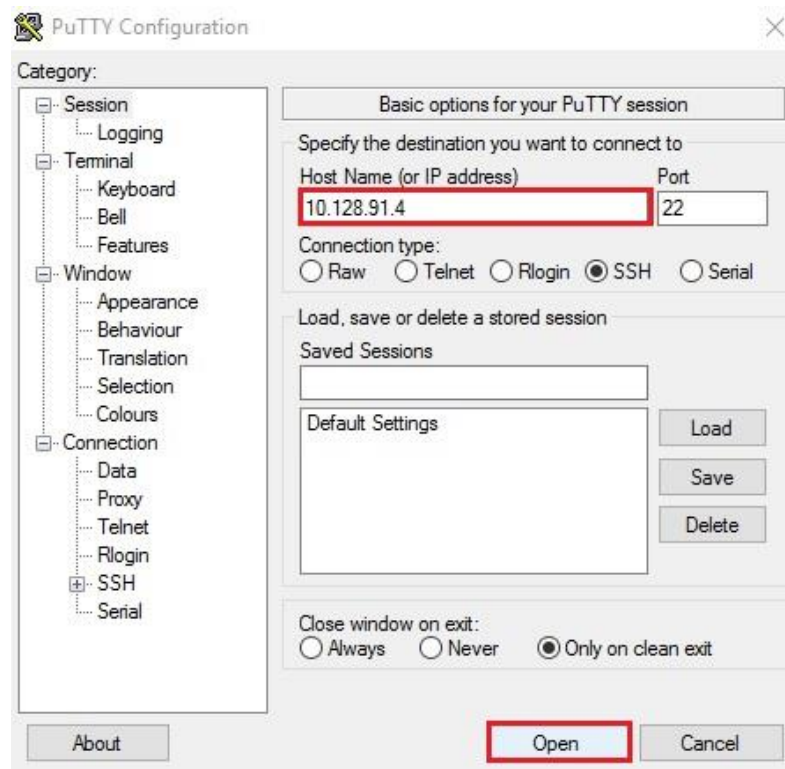 PuTTY Configuration
Category:
Session
Logging
Terminal
Keyboard
Bell
Features
Window
Appearance
Behaviour
Translation
Selection
Colours
Connection
Data
Proxy
Telnet
Rlogin
SSH
Serial
Basic options for your PuTTY session
Specify the destination you want to connect to
Host Name (or IP address) Port
10.128.91.4 22
Connection type:
Raw Telnet Rlogin SSH Serial
Load, save or delete a stored session
Saved Sessions
Default Settings
Load
Save
Delete
Close window on exit:
Always Never Only on clean exit
About Open Cancel